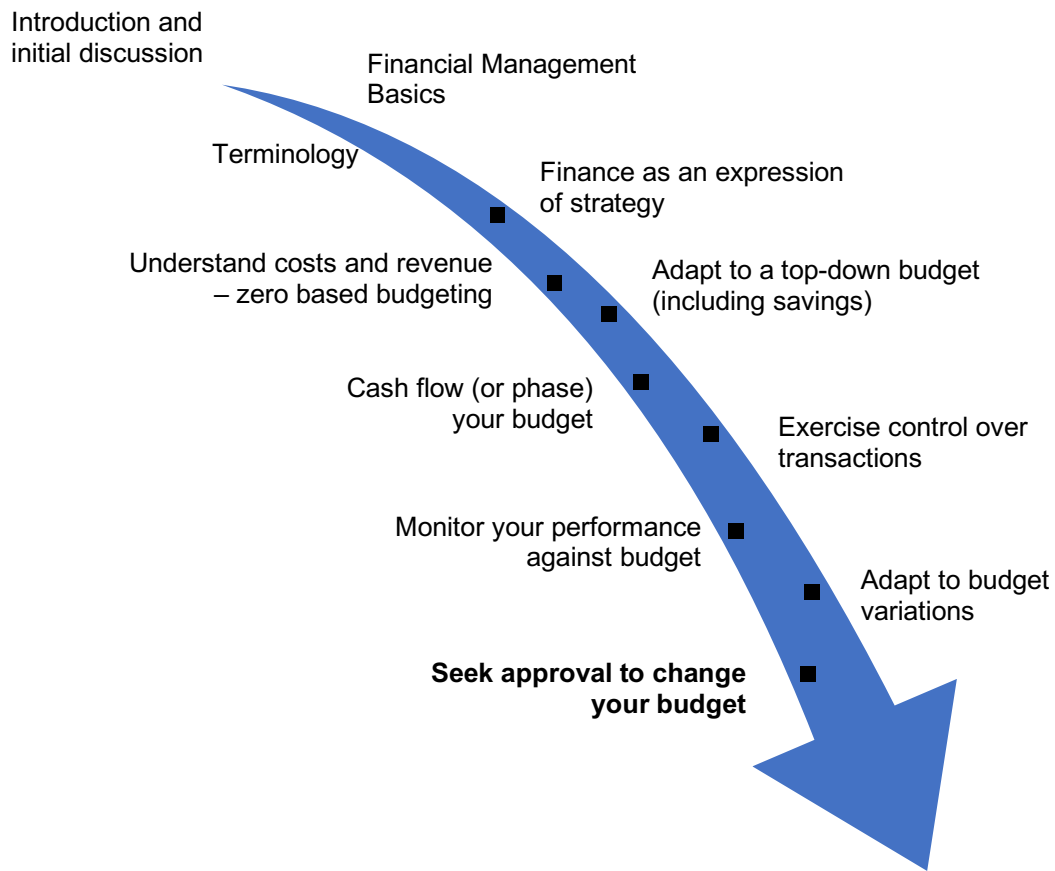 Introduction and
initial discussion
Financial Management
Basics
Terminology
Finance as an expression
of strategy
Understand costs and revenue
– zero based budgeting
Adapt to a top-down budget
(including savings)
Cash flow (or phase)
your budget
Exercise control over
transactions
Monitor your performance
against budget
Adapt to budget
variations
Seek approval to change
your budget